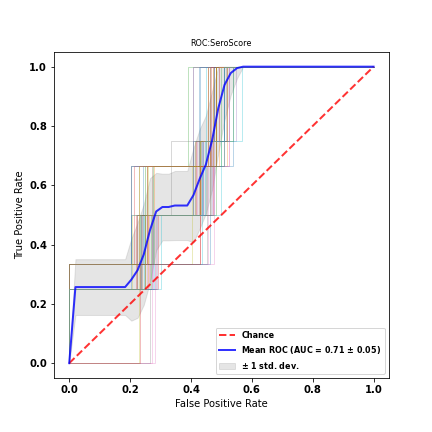 ROC:SeroScore
True Positive Rate
1.0
0.8
0.6
0.4
0.2
0.0
Chance
Mean ROC (AUC = 0.71 ± 0.05)
± 1 std. dev.
0.0 0.2 0.4 0.6 0.8 1.0
False Positive Rate